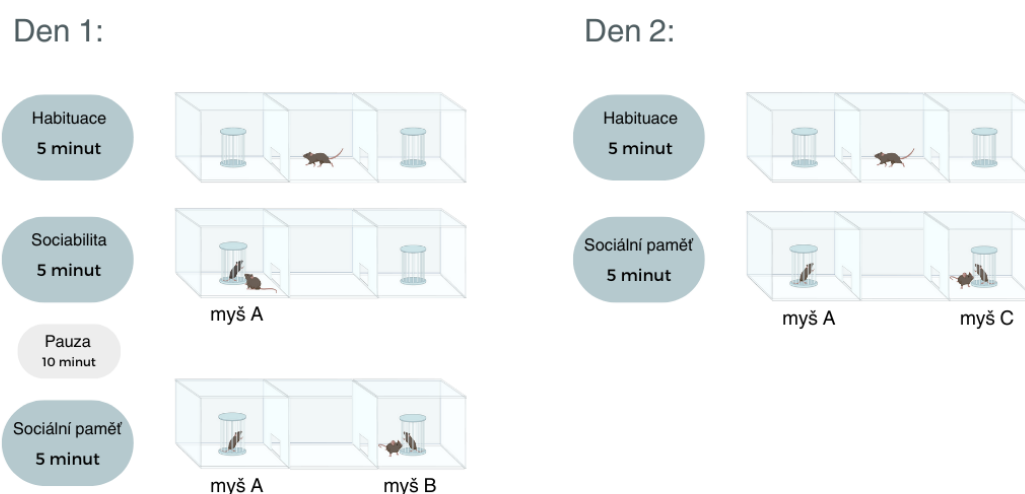 Den 1:
Habituace
5 minut
Sociabilita
5 minut
myš A
Pauza
10 minut
Sociální paměť
5 minut
myš A
myš B
Den 2:
Habituace
5 minut
Sociální paměť
5 minut
myš A
myš C